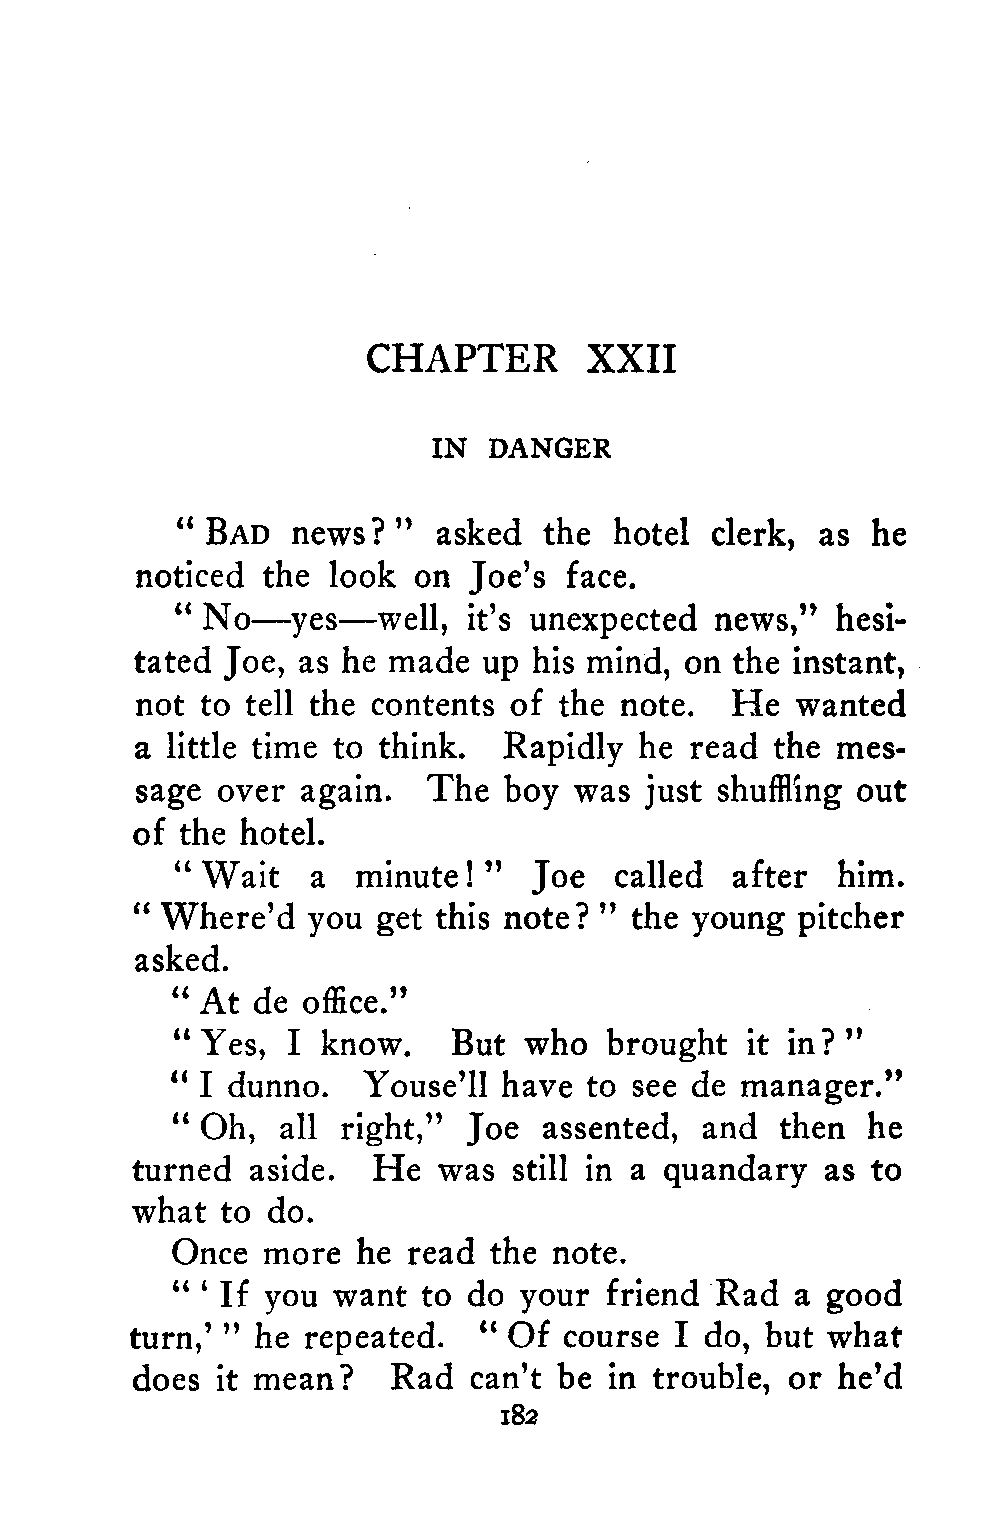 CHAPTER XXII
IN DANGER
“ BAD news? ” asked the hotel clerk, as he
noticed the look on Joe’s face.
“ No—yes—well, it’s unexpected news,” hesi-
tated Joe, as he made up his mind, on the instant,
not to tell the contents of the note. He wanted
a little time to think. Rapidly he read the mes-
sage over again. The boy was just shuffling out
of the hotel.
“ Wait a minute! ” Joe called after him.
“ Where’d you get this note? ” the young pitcher
asked.
“ At de office.”
“ Yes, I know. But who brought it in? ”
“ I dunno. Youse’ll have to see de manager.”
“ Oh, all right,” Joe assented, and then he
turned aside. He was still in a quandary as to
what to do.
Once more he read the note.
“ ‘ If you want to do your friend Rad a good
turn,’ ” he repeated. “ Of course I do, but what
does it mean? Rad can’t be in trouble, or he’d
182